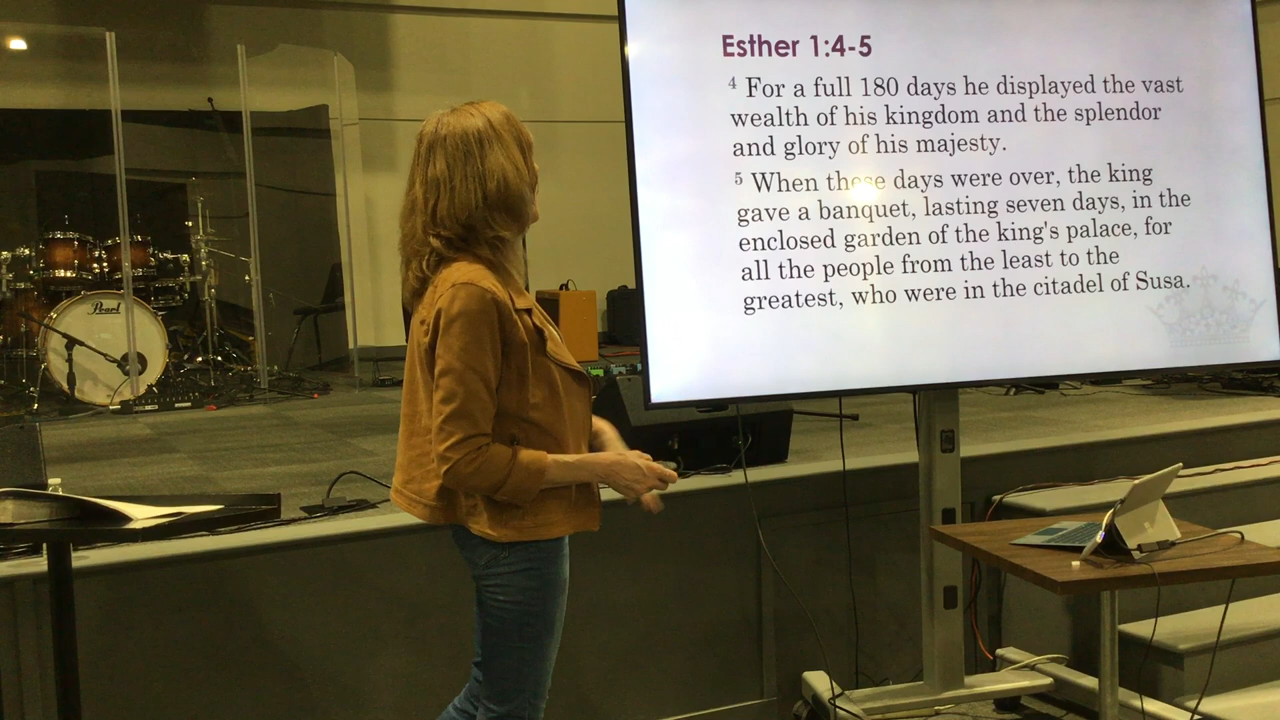 Esther 1:4-5
4 For a full 180 days he displayed the vast
wealth of his kingdom and the splendor
and glory of his majesty.
5 When these days were over, the king
gave a banquet, lasting seven days, in the
enclosed garden of the king's palace, for
all the people from the least to the
greatest, who were in the citadel of Susa.
Pearl